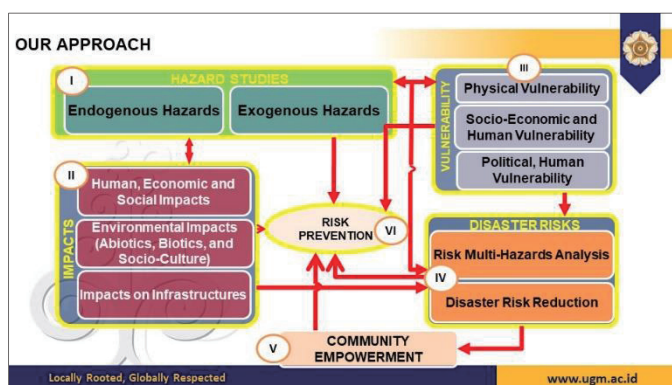 OUR APPROACH
I
HAZARD STUDIES
Endogenous Hazards
Exogenous Hazards
III
VULNERABILITY
Physical Vulnerability
Socio-Economic and
Human Vulnerability
Political, Human
Vulnerability
II
IMPACTS
Human, Economic and
Social Impacts
Environmental Impacts
(Abiotics, Biotics, and
Socio-Culture)
Impacts on Infrastructures
RISK
PREVENTION
VI
DISASTER RISKS
Risk Multi-Hazards Analysis
IV
Disaster Risk Reduction
V
COMMUNITY
EMPOWERMENT
Locally Rooted, Globally Respected
www.ugm.ac.id